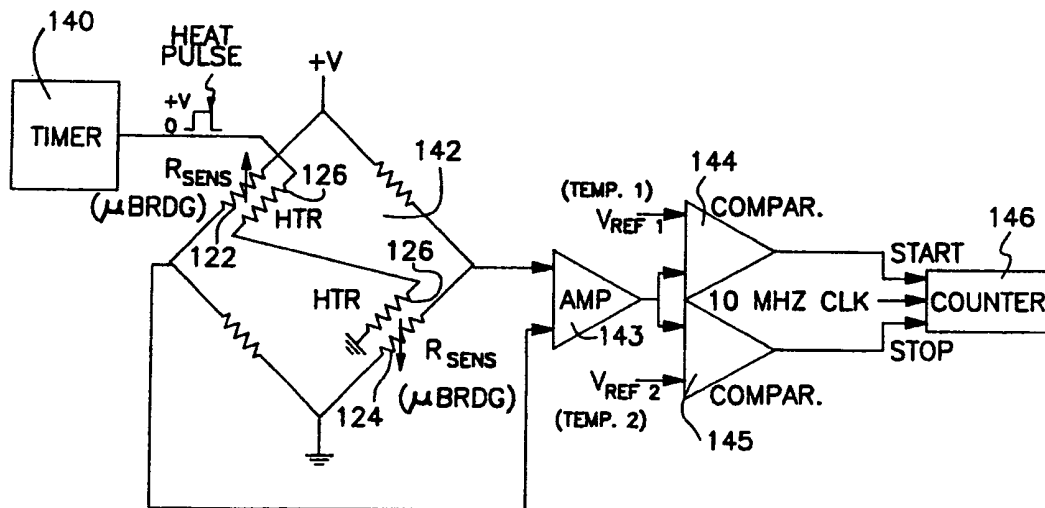 140
HEAT
PULSE
+V
+V
0
TIMER
142
R SENS
126
(μBRDG)
HTR
122
144
(TEMP. 1)
V REF 1
COMPAR.
146
START
126
HTR
AMP
143
10 MHZ CLK
COUNTER
R SENS
STOP
124
(μBRDG)
V REF 2
COMPAR.
(TEMP. 2)
145